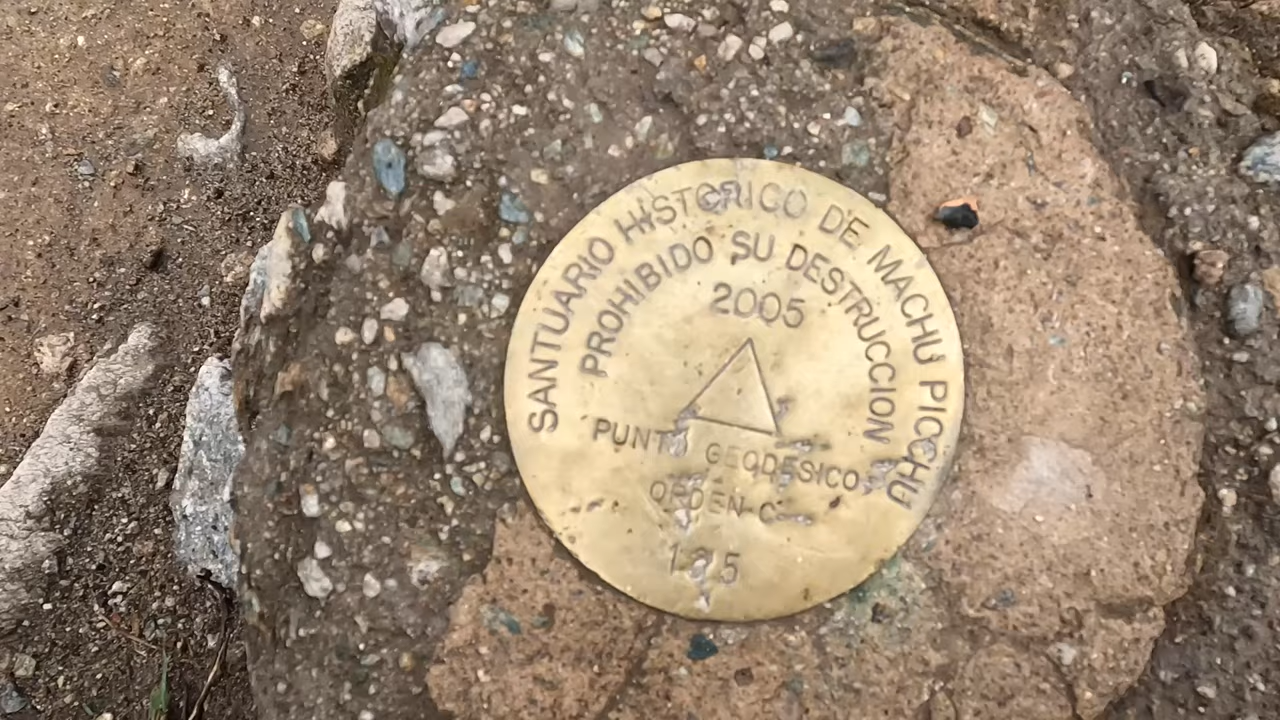 SANTUARIO HISTORICO DE MACHU PICCHU
PROHIBIDO SU DESTRUCCION
2005
PUNTO GEODESICO
ORDEN C